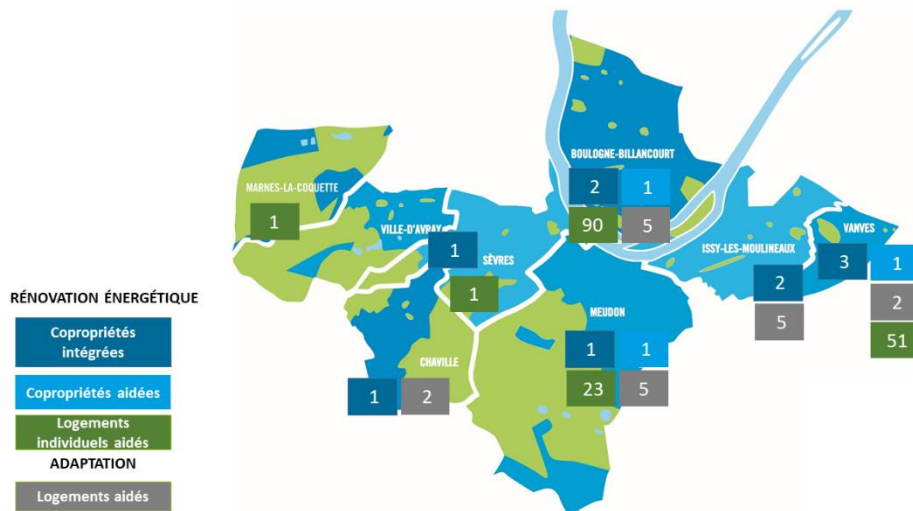 BOULOGNE-BILLANCOURT
2 1
90 5
MARNES-LA-COQUETTE
1
VILLE-D'AVRAY
1
SÈVRES
1
ISSY-LES-MOULINEAUX
2
5
VANVES
3 1
2
51
MEUDON
1 1
23 5
CHAVILLE
1 2
RÉNOVATION ÉNERGÉTIQUE
Copropriétés
intégrées
Copropriétés aidées
Logements
individuels aidés
ADAPTATION
Logements aidés